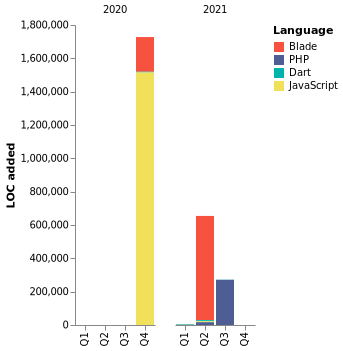 2020
2021
Language
Blade
PHP
Dart
JavaScript
LOC added
1,800,000
1,600,000
1,400,000
1,200,000
1,000,000
800,000
600,000
400,000
200,000
0
Q1 Q2 Q3 Q4
Q1 Q2 Q3 Q4